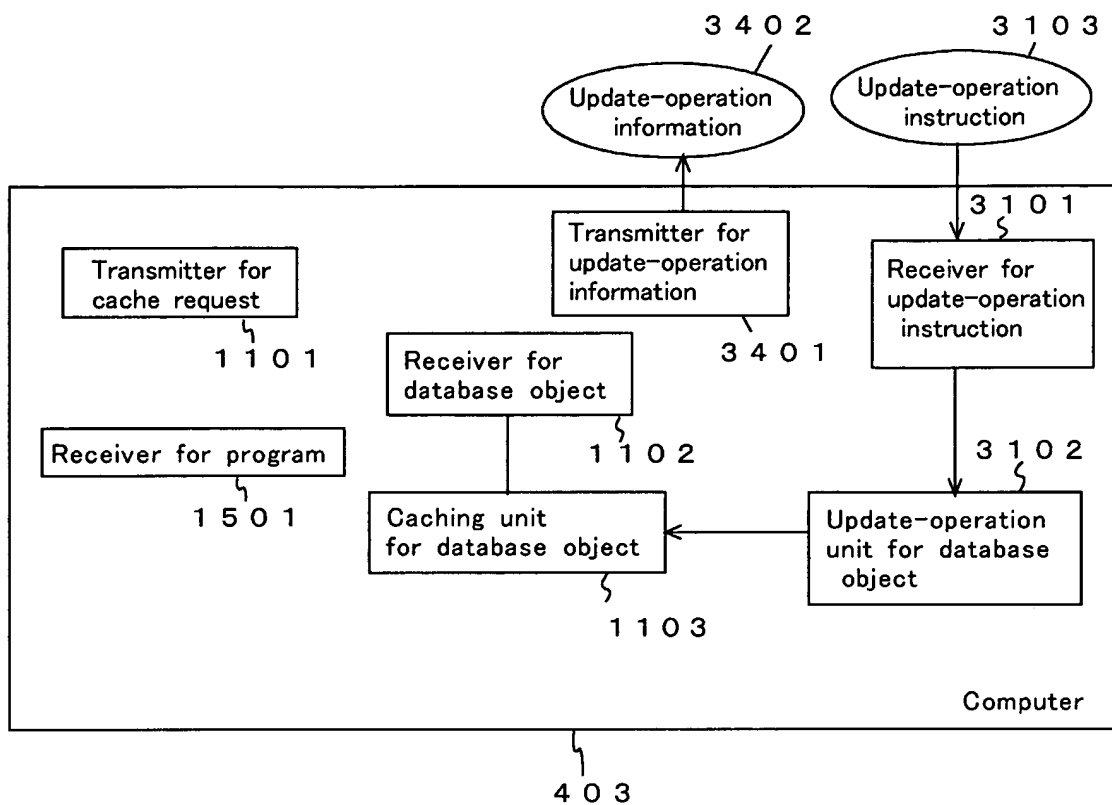 3402
3103
Update-operation
information
Update-operation
instruction
3101
Transmitter for
update-operation
information
Transmitter for
cache request
Receiver for
update-operation
instruction
1101
3401
Receiver for
database object
Receiver for program
1102
3102
1501
Caching unit
for database object
Update-operation
unit for database
object
1103
Computer
403